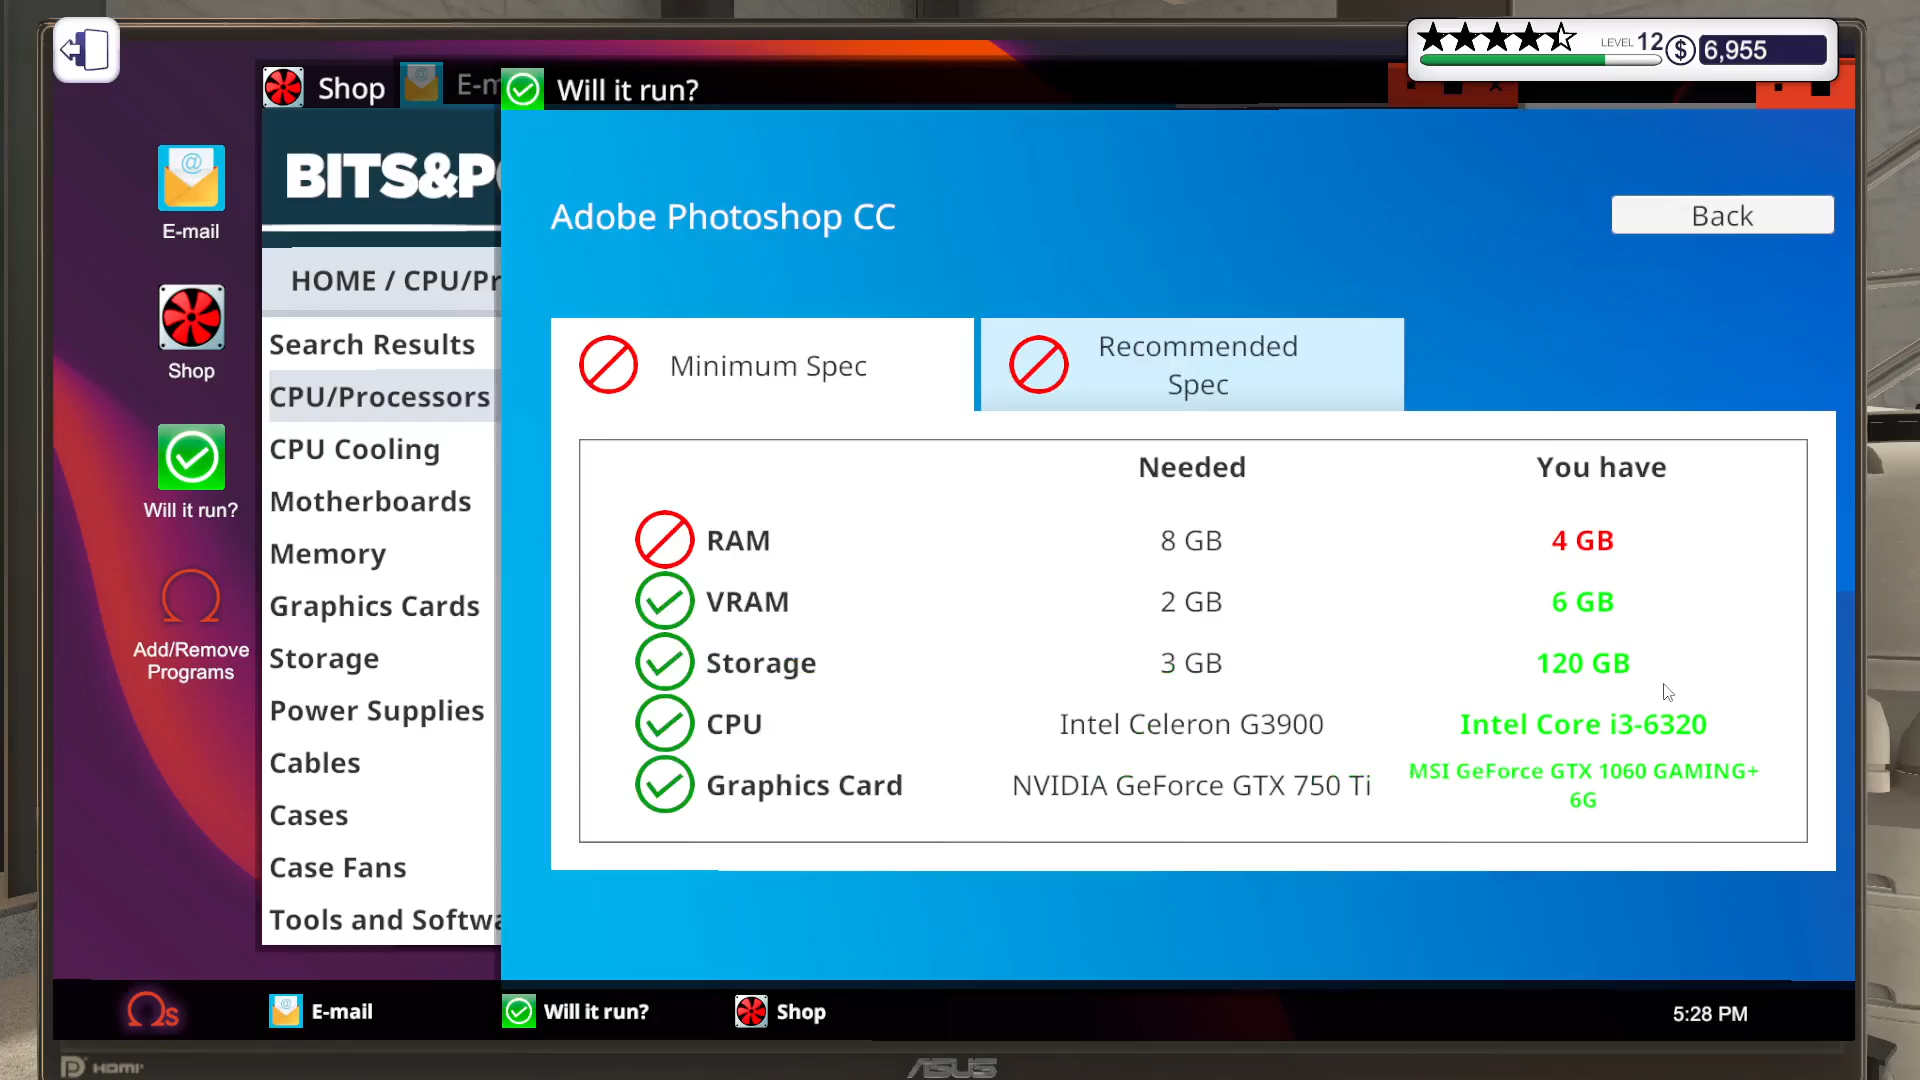 LEVEL 12
6,955
Shop
E-m
Will it run?
BITS&P
E-mail
Adobe Photoshop CC
Back
HOME / CPU/Pr
Search Results
Shop
CPU/Processors
Minimum Spec
Recommended
Spec
CPU Cooling
Needed
You have
Will it run?
Motherboards
RAM
8 GB
4 GB
Memory
VRAM
2 GB
6 GB
Graphics Cards
Add/Remove
Programs
Storage
Storage
3 GB
120 GB
Power Supplies
CPU
Intel Celeron G3900
Intel Core i3-6320
Cables
Graphics Card
NVIDIA GeForce GTX 750 Ti
MSI GeForce GTX 1060 GAMING+
6G
Cases
Case Fans
Tools and Softwa
Ωs
E-mail
Will it run?
Shop
5:28 PM
HDMI
ASUS